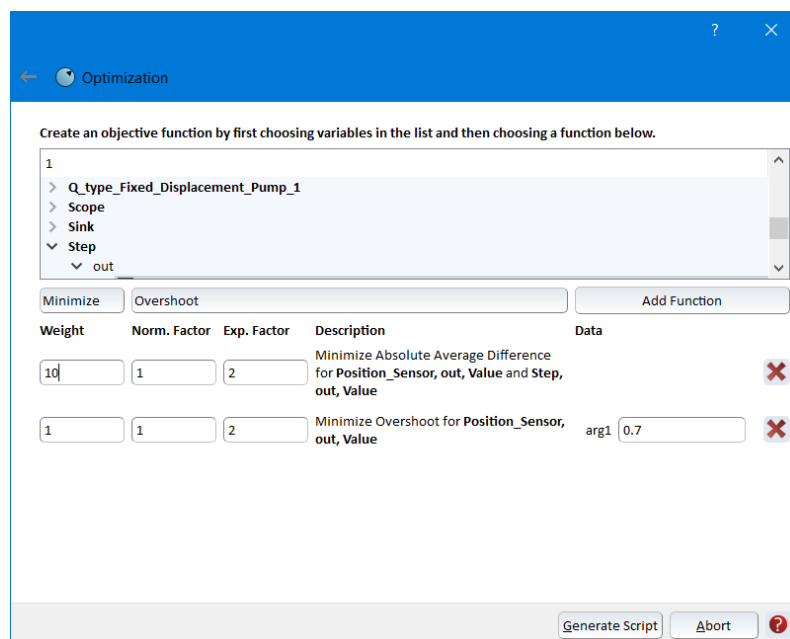 ?
Optimization
Create an objective function by first choosing variables in the list and then choosing a function below.
1
Q_type_Fixed_Displacement_Pump_1
Scope
Sink
Step
out
Minimize Overshoot Add Function
Weight Norm. Factor Exp. Factor Description Data
Minimize Absolute Average Difference
10 1 2 for Position_Sensor, out, Value and Step,
out, Value
Minimize Overshoot for Position_Sensor,
1 1 2 arg1 0.7
out, Value
Generate Script Abort ?